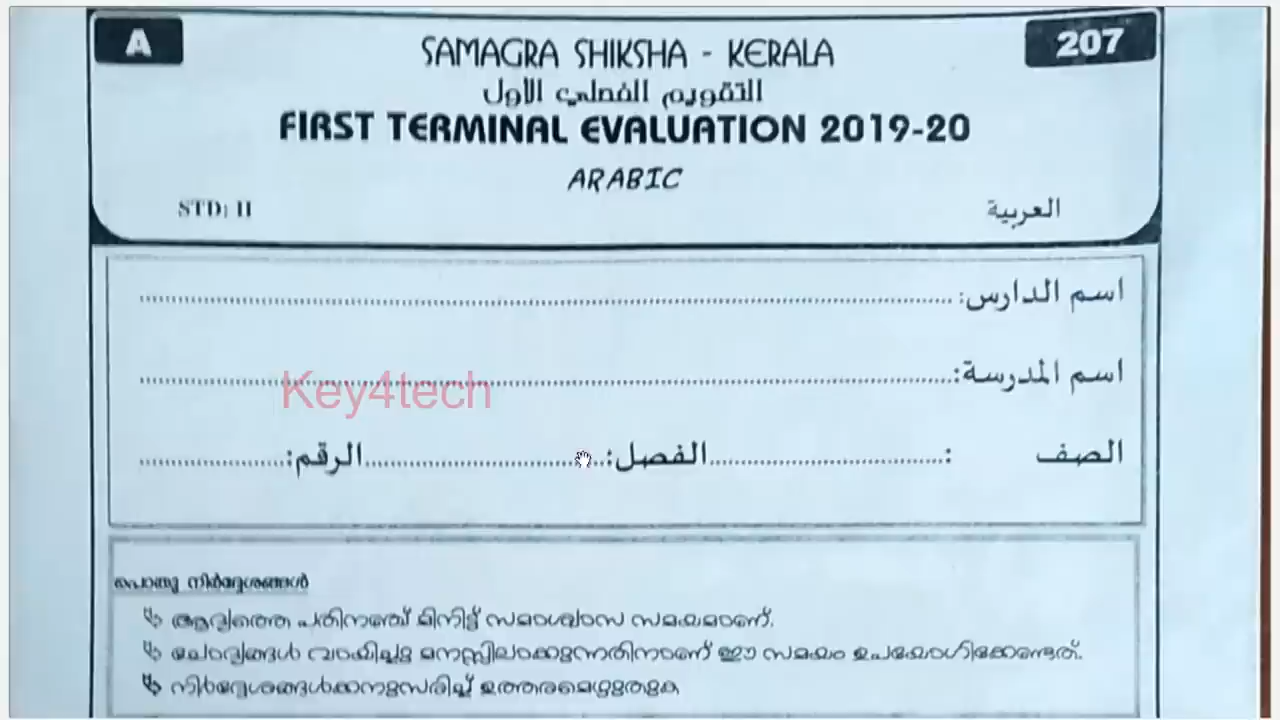 A
207
SAMAGRA SHIKSHA - KERALA
التقويم الفصلي الأول
FIRST TERMINAL EVALUATION 2019-20
ARABIC
STD: II
العربية
اسم الدارس:
اسم المدرسة:
Key4tech
الصف : الفصل: الرقم:
പൊതു നിർദ്ദേശങ്ങൾ
ആദ്യത്തെ പതിനഞ്ച് മിനിട്ട് സമാശ്വാസ സമയമാണ്.
ചോദ്യങ്ങൾ വായിച്ചു മനസ്സിലാക്കുന്നതിനാണ് ഈ സമയം ഉപയോഗിക്കേണ്ടത്.
നിർദ്ദേശങ്ങൾക്കനുസരിച്ച് ഉത്തരമെഴുതുക